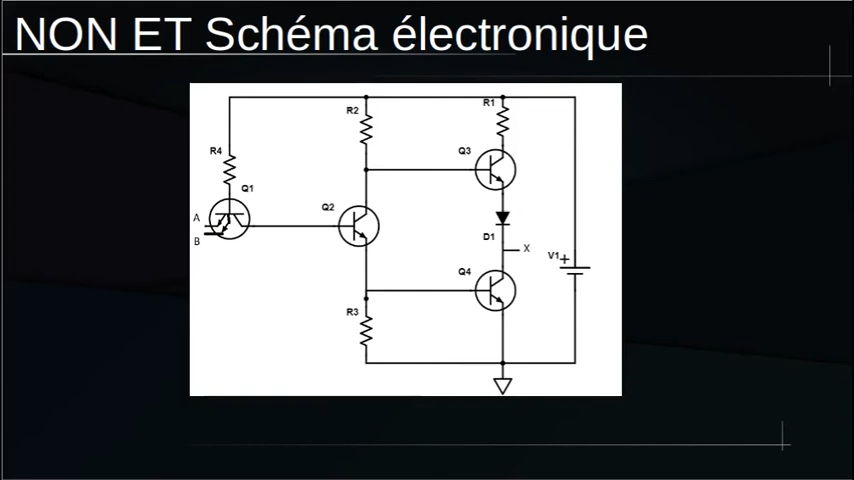 NON ET Schéma électronique
R2
R1
R4
Q3
Q1
A
Q2
B
D1
X
V1
Q4
R3